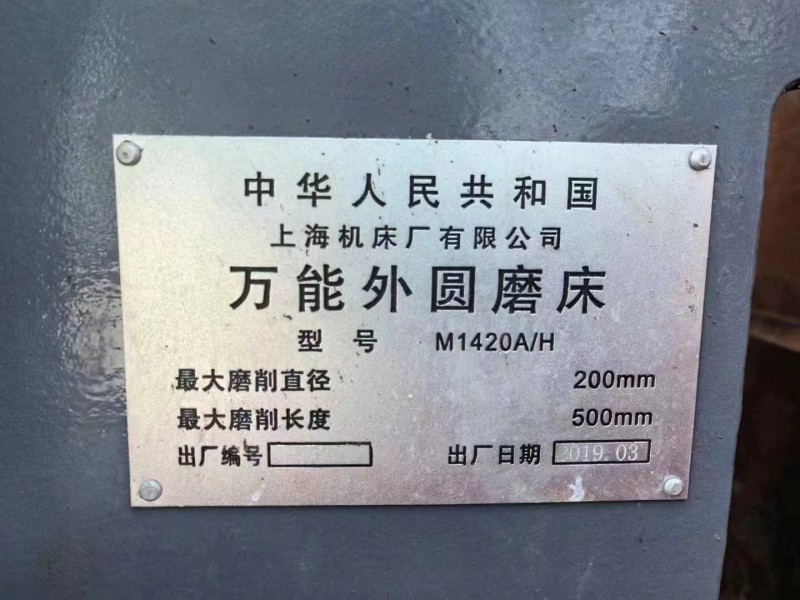 中华人民共和国
上海机床厂有限公司
万能外圆磨床
型号 M1420A/H
最大磨削直径 200mm
最大磨削长度 500mm
出厂编号 出厂日期 2019.03